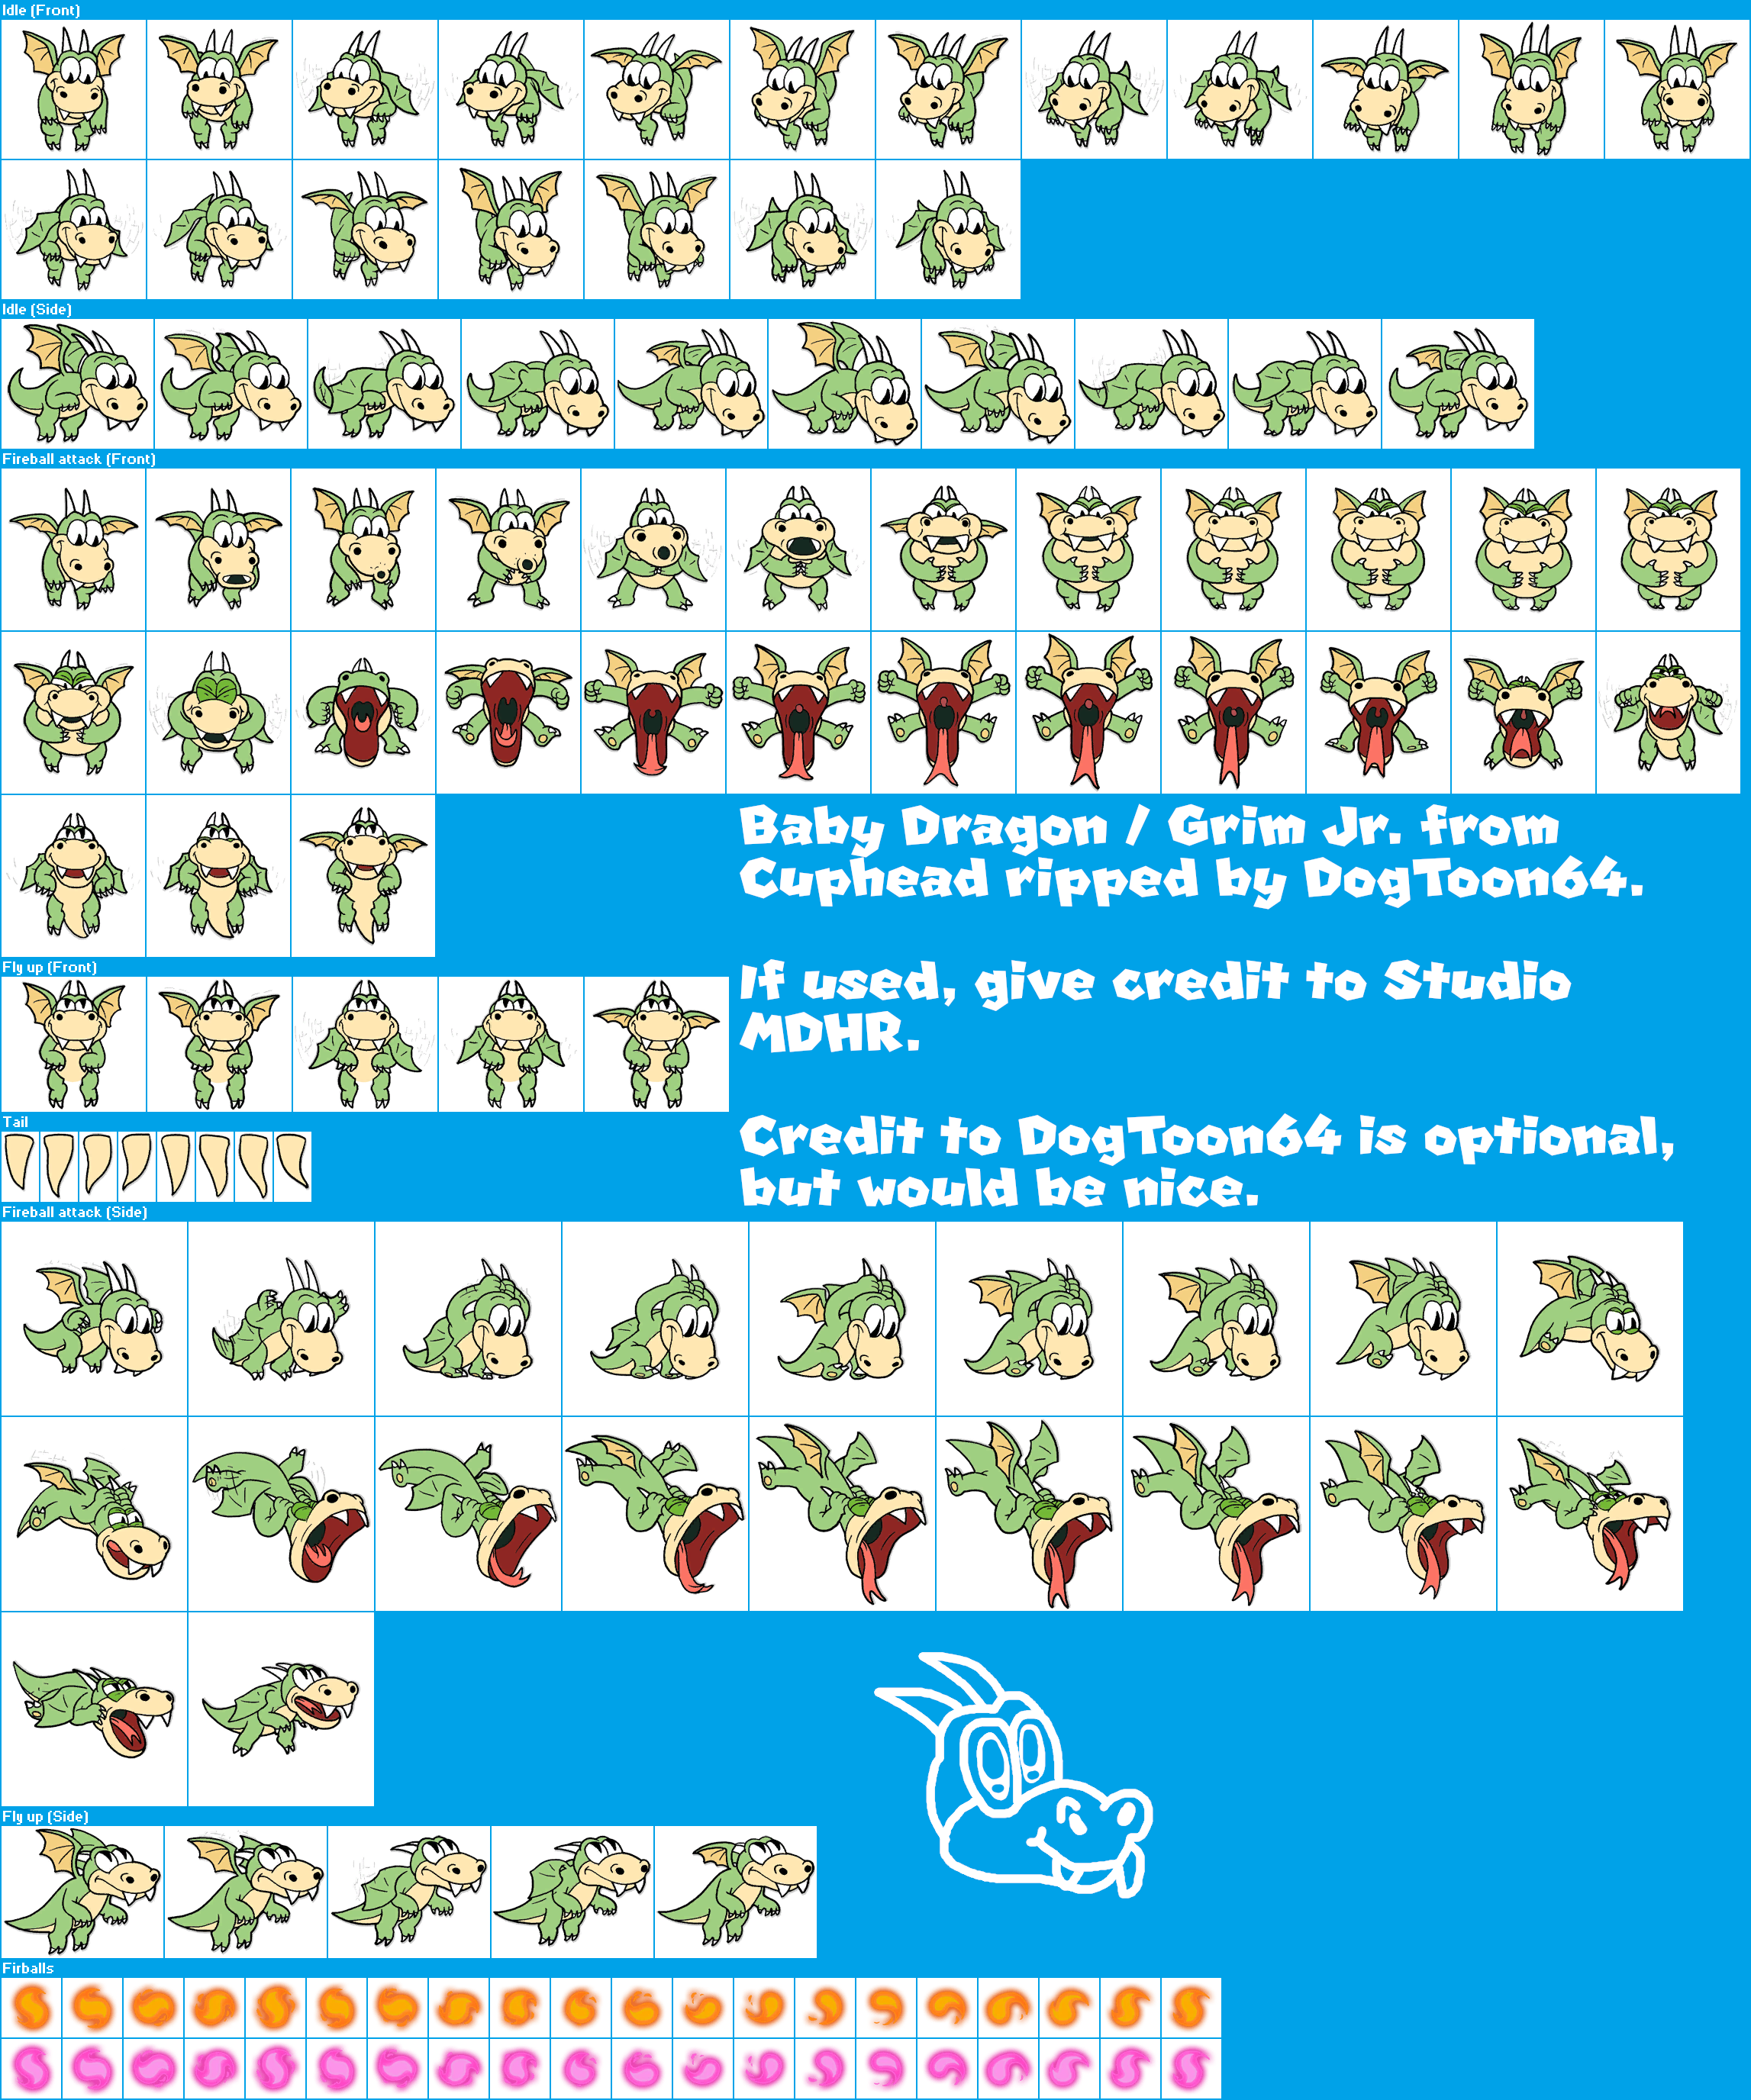 Idle (Front)
Idle (Side)
Fireball attack (Front)
Baby Dragon / Grim Jr. from
Cuphead ripped by DogToon64.
If used, give credit to Studio
MDHR.
Credit to DogToon64 is optional,
but would be nice.
Fly up (Front)
Tail
Fireball attack (Side)
Fly up (Side)
Firballs